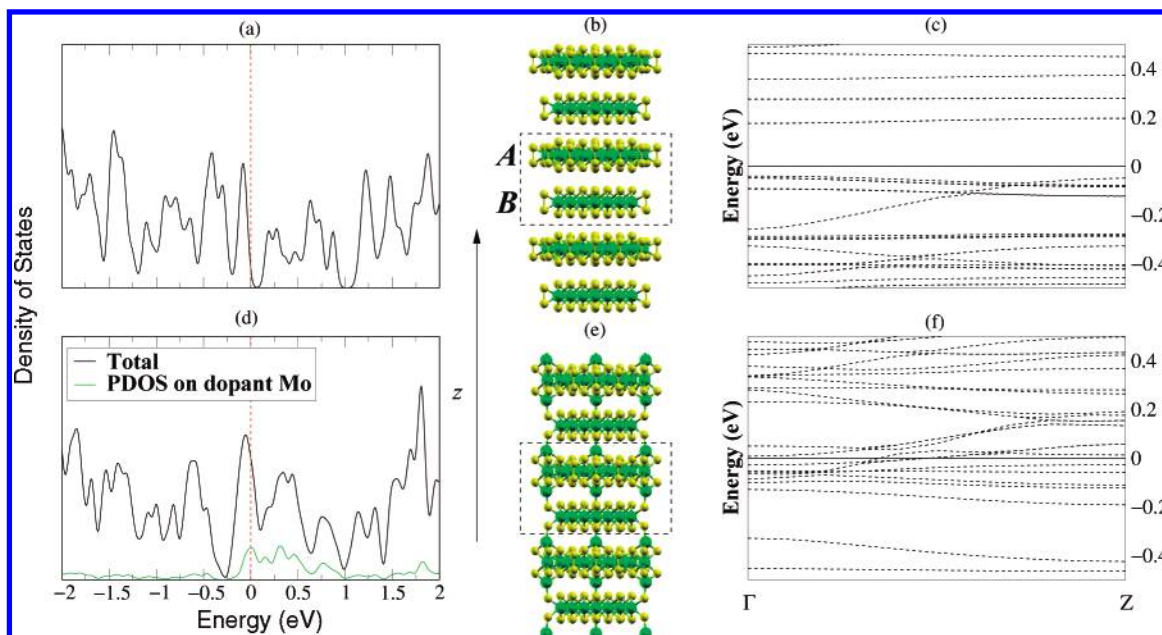 (a)
(b)
(c)
Density of States
A
B
z
Energy (eV)
0.4
0.2
0
−0.2
−0.4
(d)
(e)
(f)
Total
PDOS on dopant Mo
Energy (eV)
0.4
0.2
0
−0.2
−0.4
−2 −1.5 −1 −0.5 0 0.5 1 1.5 2
Energy (eV)
Γ Z